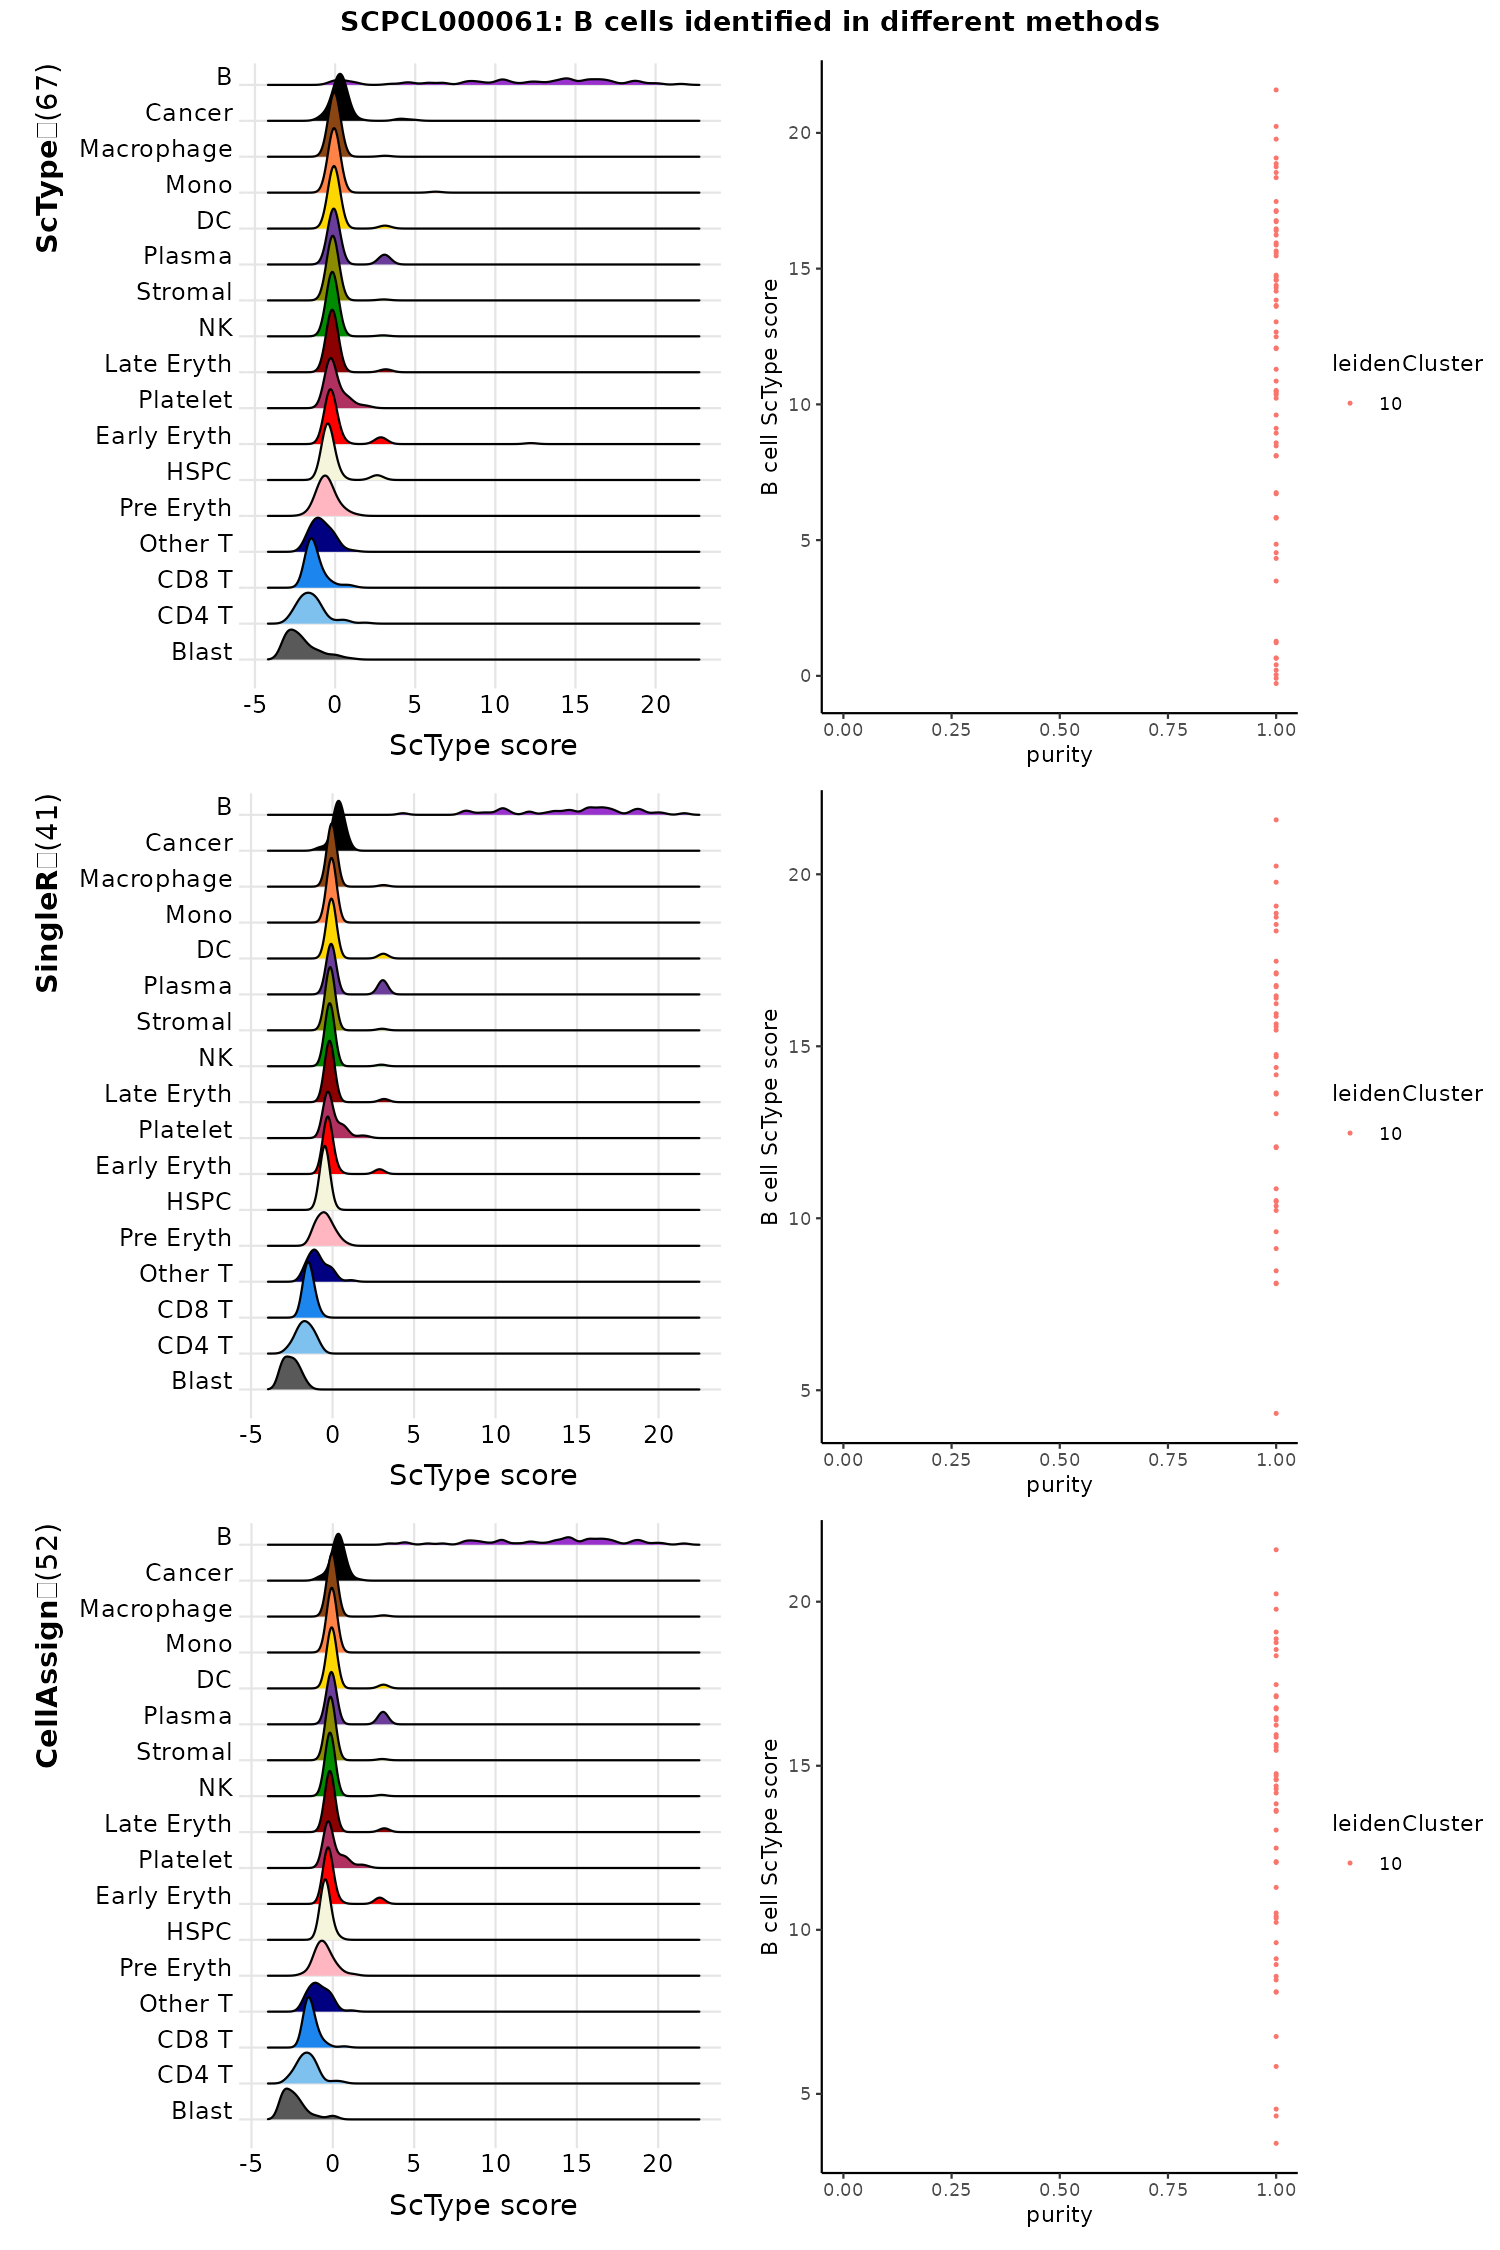 SCPCL000061: B cells identified in different methods
ScType□(67)
B
Cancer
Macrophage
Mono
DC
Plasma
Stromal
NK
Late Eryth
Platelet
Early Eryth
HSPC
Pre Eryth
Other T
CD8 T
CD4 T
Blast
-5 0 5 10 15 20
ScType score
B cell ScType score
20
15
10
5
0
0.00 0.25 0.50 0.75 1.00
purity
leidenCluster
10
SingleR□(41)
B
Cancer
Macrophage
Mono
DC
Plasma
Stromal
NK
Late Eryth
Platelet
Early Eryth
HSPC
Pre Eryth
Other T
CD8 T
CD4 T
Blast
-5 0 5 10 15 20
ScType score
B cell ScType score
20
15
10
5
0.00 0.25 0.50 0.75 1.00
purity
leidenCluster
10
CellAssign□(52)
B
Cancer
Macrophage
Mono
DC
Plasma
Stromal
NK
Late Eryth
Platelet
Early Eryth
HSPC
Pre Eryth
Other T
CD8 T
CD4 T
Blast
-5 0 5 10 15 20
ScType score
B cell ScType score
20
15
10
5
0.00 0.25 0.50 0.75 1.00
purity
leidenCluster
10